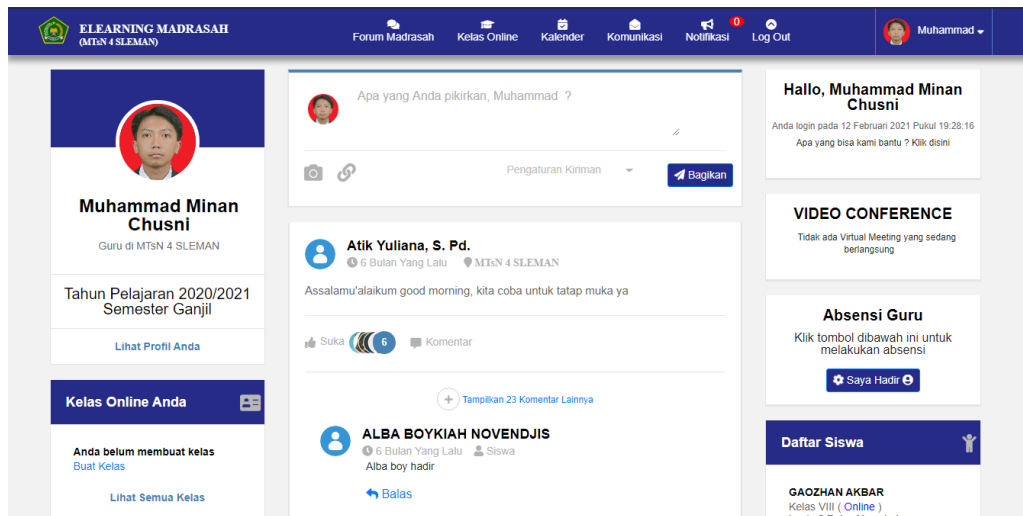 ELEARNING MADRASAH
(MTsN 4 SLEMAN)
Forum Madrasah
Kelas Online
Kalender
Komunikasi
0
Notifikasi
Log Out
Muhammad
Muhammad Minan
Chusni
Guru di MTsN 4 SLEMAN
Tahun Pelajaran 2020/2021
Semester Ganjil
Lihat Profil Anda
Kelas Online Anda
Anda belum membuat kelas
Buat Kelas
Lihat Semua Kelas
Apa yang Anda pikirkan, Muhammad ?
Pengaturan Kiriman
Bagikan
Atik Yuliana, S. Pd.
6 Bulan Yang Lalu MTsN 4 SLEMAN
Assalamu'alaikum good morning, kita coba untuk tatap muka ya
Suka 6 Komentar
Tampilkan 23 Komentar Lainnya
ALBA BOYKIAH NOVENDJIS
6 Bulan Yang Lalu Siswa
Alba boy hadir
Balas
Hallo, Muhammad Minan
Chusni
Anda login pada 12 Februari 2021 Pukul 19:28:16
Apa yang bisa kami bantu ? Klik disini
VIDEO CONFERENCE
Tidak ada Virtual Meeting yang sedang
berlangsung
Absensi Guru
Klik tombol dibawah ini untuk
melakukan absensi
Saya Hadir
Daftar Siswa
GAOZHAN AKBAR
Kelas VIII ( Online )